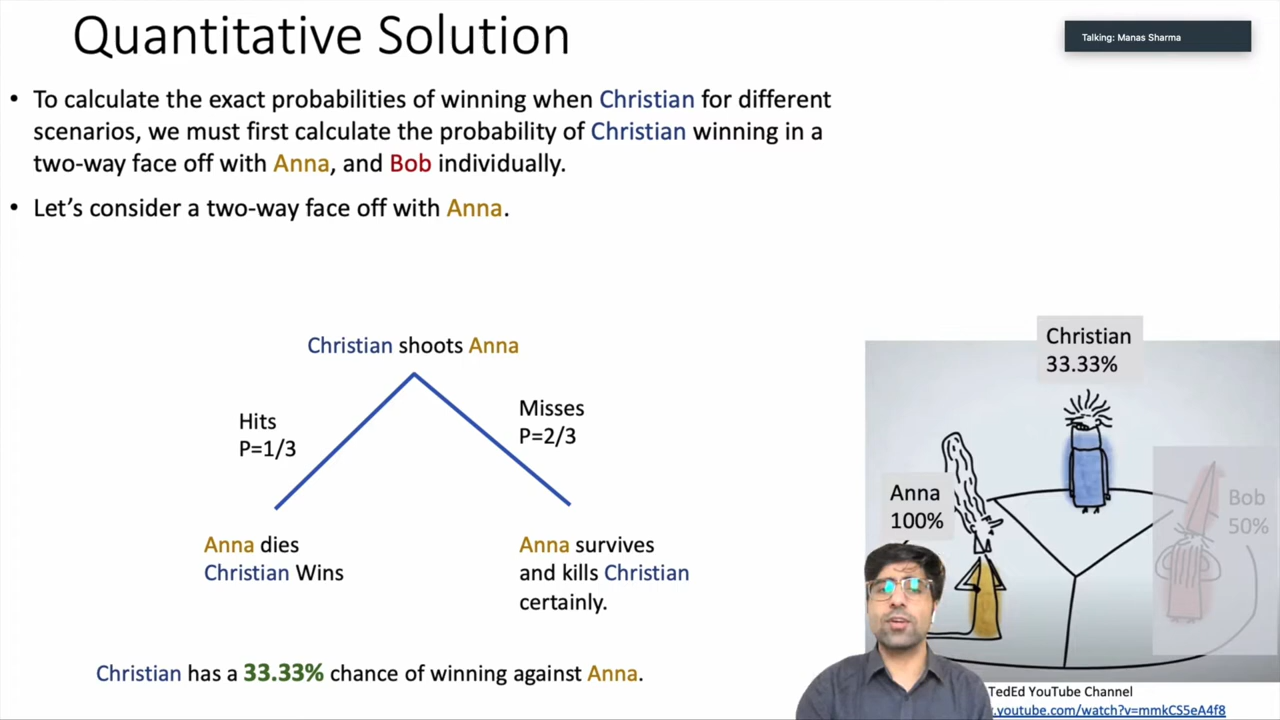 Quantitative Solution
Talking: Manas Sharma
• To calculate the exact probabilities of winning when Christian for different
scenarios, we must first calculate the probability of Christian winning in a
two-way face off with Anna, and Bob individually.
• Let's consider a two-way face off with Anna.
Christian shoots Anna
Hits
P=1/3
Misses
P=2/3
Anna dies
Christian Wins
Anna survives
and kills Christian
certainly.
Christian has a 33.33% chance of winning against Anna.
Christian
33.33%
Anna
100%
Bob
50%
TedEd YouTube Channel
.youtube.com/watch?v=mmkCS5eA4f8